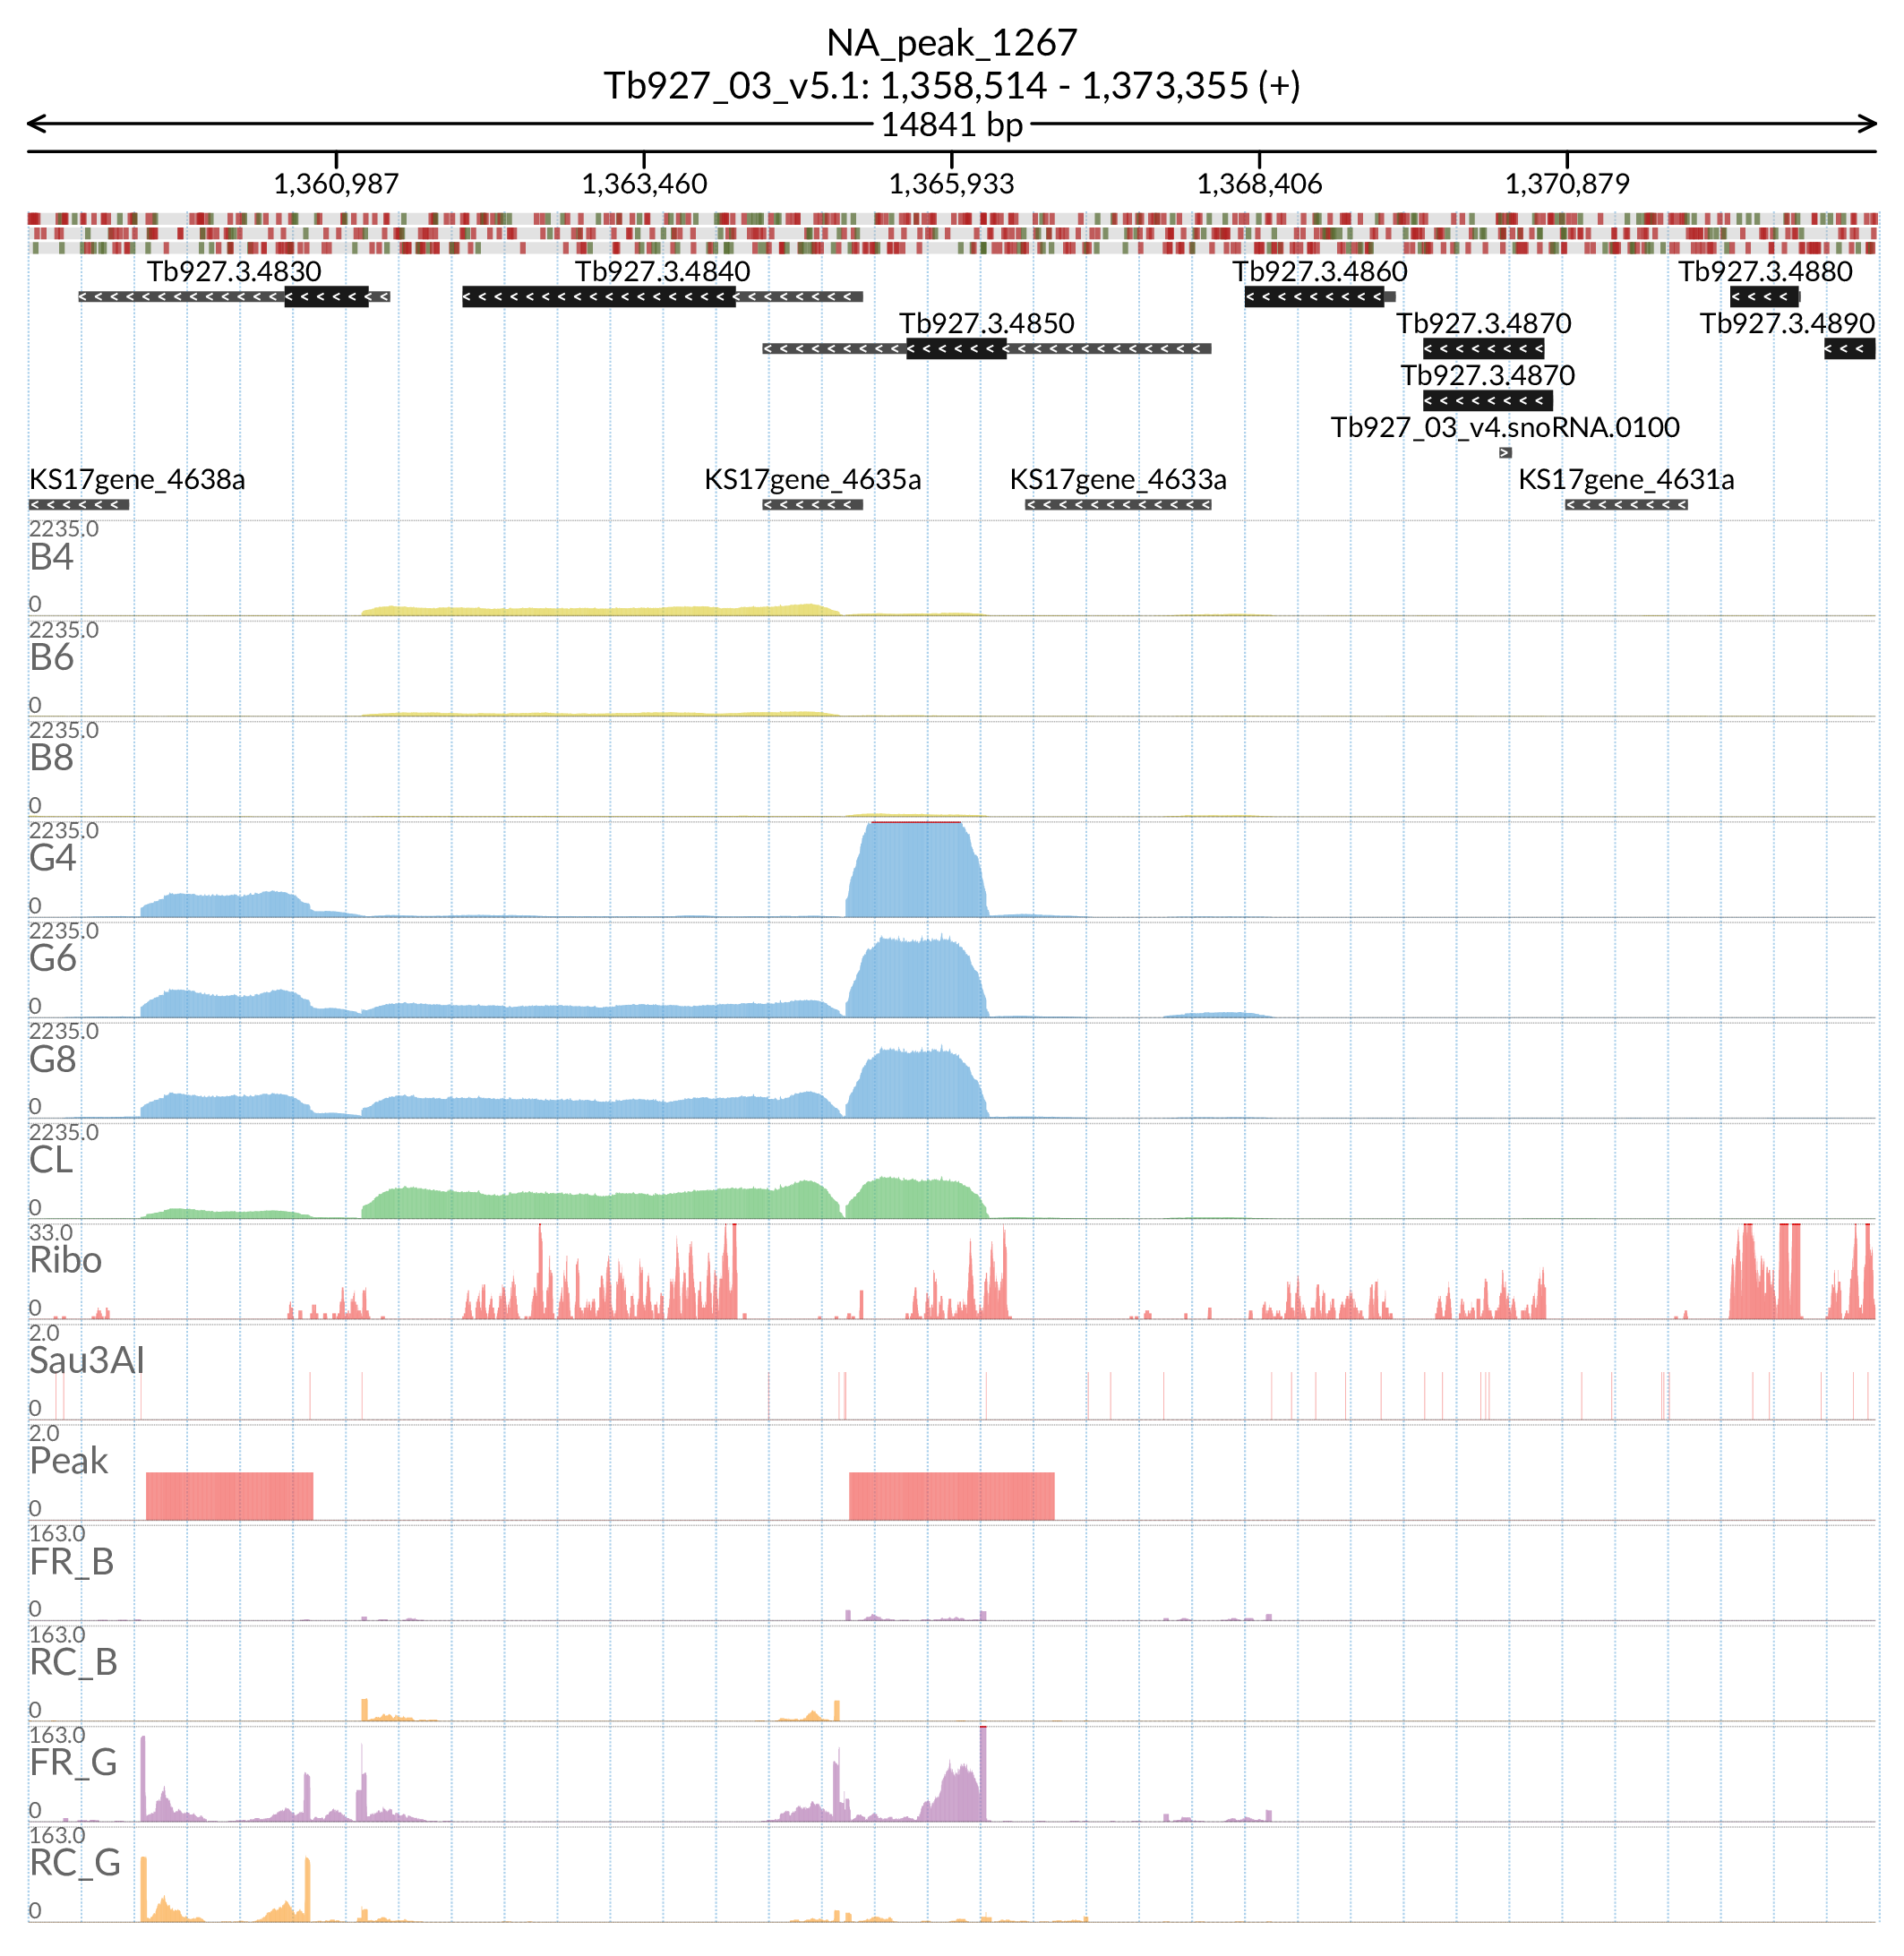 NA_peak_1267
Tb927_03_v5.1: 1,358,514 - 1,373,355 (+)
14841 bp
1,360,987 1,363,460 1,365,933 1,368,406 1,370,879
Tb927.3.4830 Tb927.3.4840 Tb927.3.4860 Tb927.3.4880
Tb927.3.4850 Tb927.3.4870 Tb927.3.4890
Tb927.3.4870
Tb927_03_v4.snoRNA.0100
KS17gene_4638a KS17gene_4635a KS17gene_4633a KS17gene_4631a
2235.0
B4
0
2235.0
B6
0
2235.0
B8
0
2235.0
G4
0
2235.0
G6
0
2235.0
G8
0
2235.0
CL
0
33.0
Ribo
0
2.0
Sau3AI
0
2.0
Peak
0
163.0
FR_B
0
163.0
RC_B
0
163.0
FR_G
0
163.0
RC_G
0